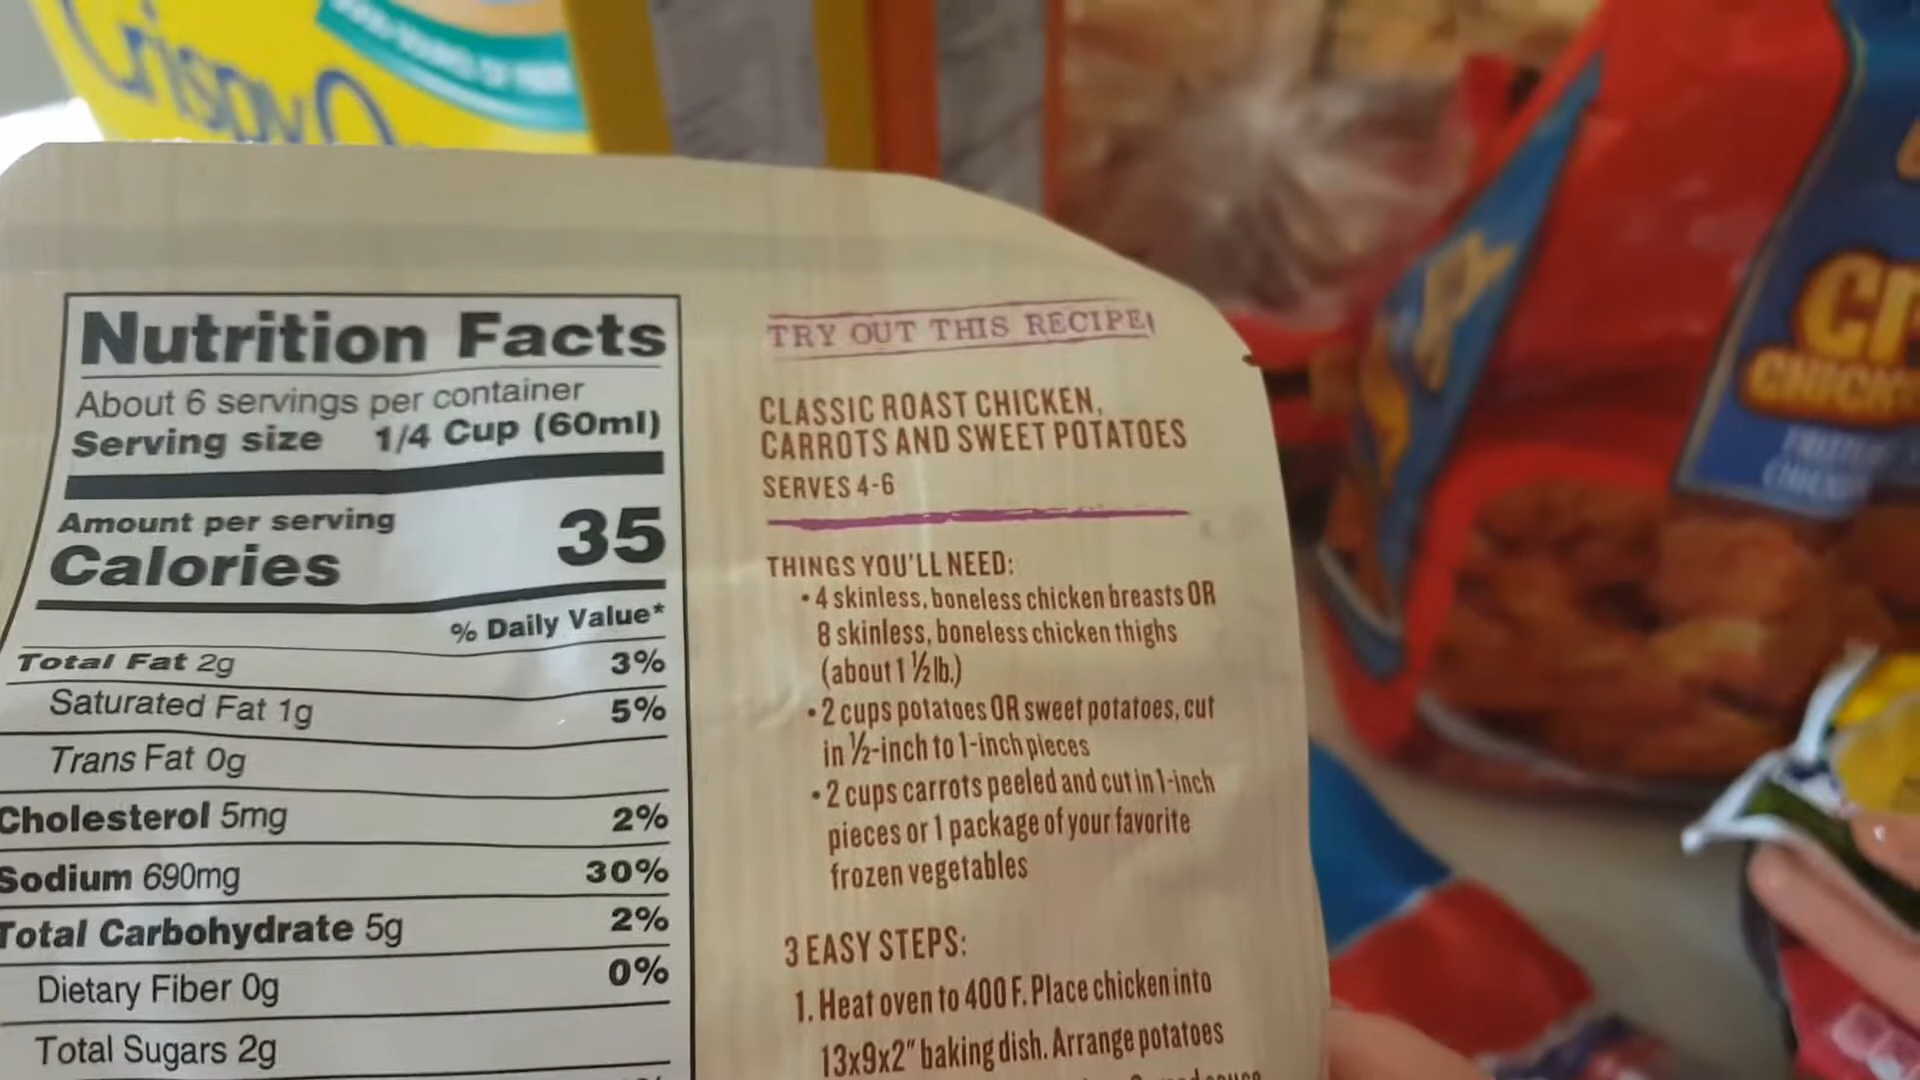 Crispy O
Nutrition Facts
About 6 servings per container
Serving size 1/4 Cup (60ml)
Amount per serving
Calories 35
% Daily Value*
Total Fat 2g 3%
Saturated Fat 1g 5%
Trans Fat 0g
Cholesterol 5mg 2%
Sodium 690mg 30%
Total Carbohydrate 5g 2%
Dietary Fiber 0g 0%
Total Sugars 2g
TRY OUT THIS RECIPE!
CLASSIC ROAST CHICKEN,
CARROTS AND SWEET POTATOES
SERVES 4-6
THINGS YOU'LL NEED:
• 4 skinless, boneless chicken breasts OR
8 skinless, boneless chicken thighs
(about 1 ½ lb.)
• 2 cups potatoes OR sweet potatoes, cut
in ½-inch to 1-inch pieces
• 2 cups carrots peeled and cut in 1-inch
pieces or 1 package of your favorite
frozen vegetables
3 EASY STEPS:
1. Heat oven to 400 F. Place chicken into
13x9x2" baking dish. Arrange potatoes